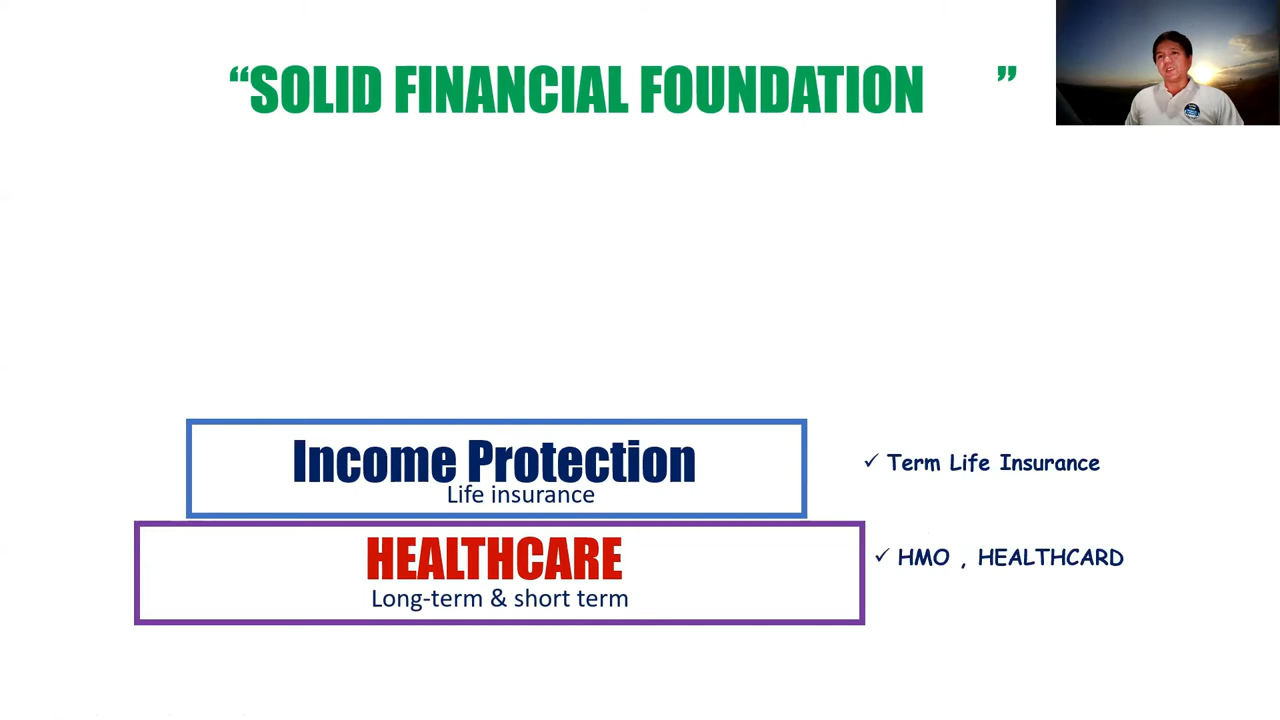 “SOLID FINANCIAL FOUNDATION ”
Income Protection
Life insurance
✓ Term Life Insurance
HEALTHCARE
Long-term & short term
✓ HMO , HEALTHCARD